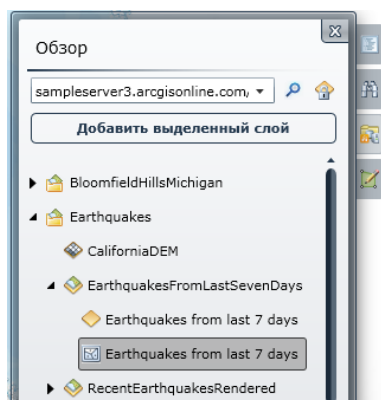 Обзор
sampleserver3.arcgisonline.com,
Добавить выделенный слой
BloomfieldHillsMichigan
Earthquakes
CaliforniaDEM
EarthquakesFromLastSevenDays
Earthquakes from last 7 days
Earthquakes from last 7 days
RecentEarthquakesRendered